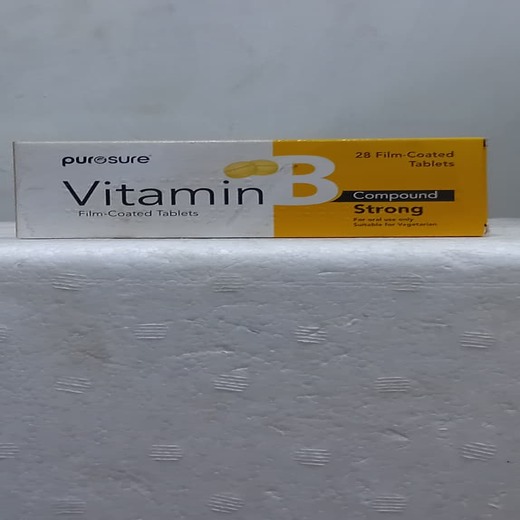 purosure
Vitamin B
Film-Coated Tablets
28 Film-Coated
Tablets
Compound
Strong
For oral use only
Suitable for Vegetarian